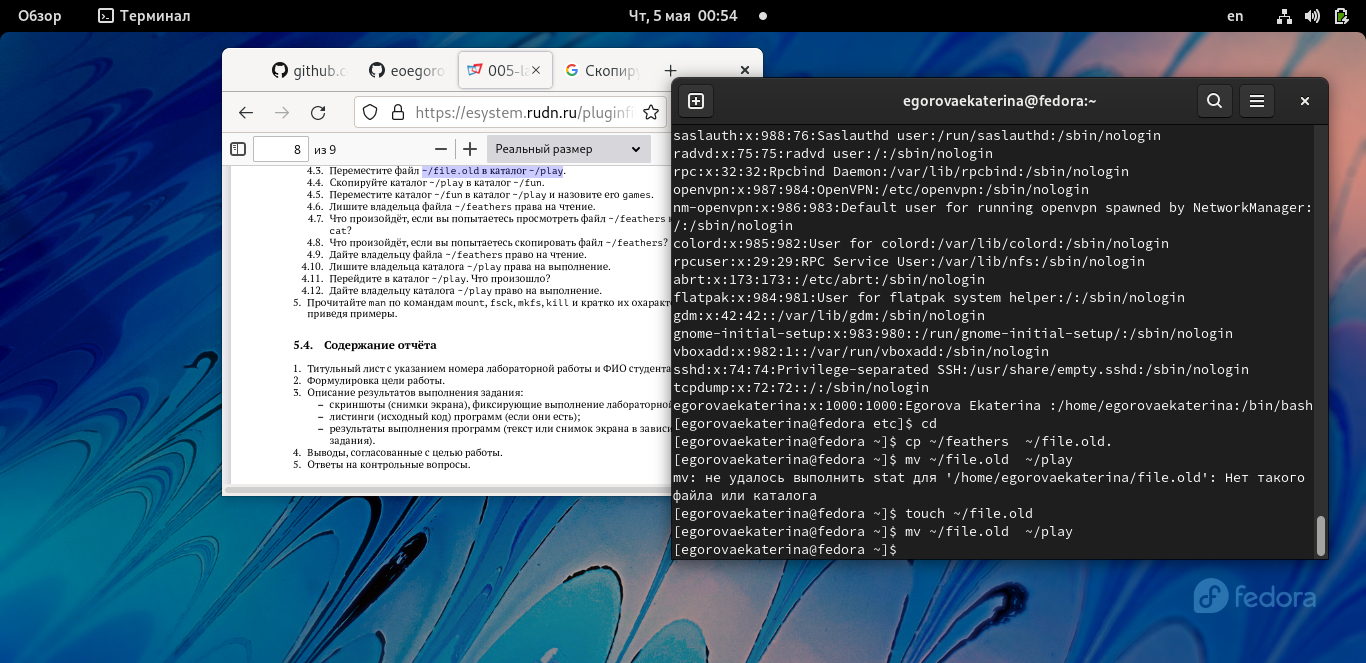 Обзор Терминал Чт, 5 мая 00:54 en
github.c eoegoro 005-la Скопиру
https://esystem.rudn.ru/pluginfi
8 из 9 Реальный размер
4.3. Переместите файл ~/file.old в каталог ~/play.
4.4. Скопируйте каталог ~/play в каталог ~/fun.
4.5. Переместите каталог ~/fun в каталог ~/play и назовите его games.
4.6. Лишите владельца файла ~/feathers права на чтение.
4.7. Что произойдёт, если вы попытаетесь просмотреть файл ~/feathers
cat?
4.8. Что произойдёт, если вы попытаетесь скопировать файл ~/feathers?
4.9. Дайте владельцу файла ~/feathers право на чтение.
4.10. Лишите владельца каталога ~/play права на выполнение.
4.11. Перейдите в каталог ~/play. Что произошло?
4.12. Дайте владельцу каталога ~/play право на выполнение.
5. Прочитайте man по командам mount, fsck, mkfs, kill и кратко их охаракт
приведя примеры.
5.4. Содержание отчёта
1. Титульный лист с указанием номера лабораторной работы и ФИО студента
2. Формулировка цели работы.
3. Описание результатов выполнения задания:
– скриншоты (снимки экрана), фиксирующие выполнение лабораторной
– листинги (исходный код) программ (если они есть);
– результаты выполнения программ (текст или снимок экрана в зависи
задания).
4. Выводы, согласованные с целью работы.
5. Ответы на контрольные вопросы.
egorovaekaterina@fedora:~
saslauth:x:988:76:Saslauthd user:/run/saslauthd:/sbin/nologin
radvd:x:75:75:radvd user:/:/sbin/nologin
rpc:x:32:32:Rpcbind Daemon:/var/lib/rpcbind:/sbin/nologin
openvpn:x:987:984:OpenVPN:/etc/openvpn:/sbin/nologin
nm-openvpn:x:986:983:Default user for running openvpn spawned by NetworkManager:
/:/sbin/nologin
colord:x:985:982:User for colord:/var/lib/colord:/sbin/nologin
rpcuser:x:29:29:RPC Service User:/var/lib/nfs:/sbin/nologin
abrt:x:173:173::/etc/abrt:/sbin/nologin
flatpak:x:984:981:User for flatpak system helper:/:/sbin/nologin
gdm:x:42:42::/var/lib/gdm:/sbin/nologin
gnome-initial-setup:x:983:980::/run/gnome-initial-setup/:/sbin/nologin
vboxadd:x:982:1::/var/run/vboxadd:/sbin/nologin
sshd:x:74:74:Privilege-separated SSH:/usr/share/empty.sshd:/sbin/nologin
tcpdump:x:72:72::/:/sbin/nologin
egorovaekaterina:x:1000:1000:Egorova Ekaterina :/home/egorovaekaterina:/bin/bash
[egorovaekaterina@fedora etc]$ cd
[egorovaekaterina@fedora ~]$ cp ~/feathers  ~/file.old.
[egorovaekaterina@fedora ~]$ mv ~/file.old  ~/play
mv: не удалось выполнить stat для '/home/egorovaekaterina/file.old': Нет такого
файла или каталога
[egorovaekaterina@fedora ~]$ touch ~/file.old
[egorovaekaterina@fedora ~]$ mv ~/file.old  ~/play
[egorovaekaterina@fedora ~]$
fedora